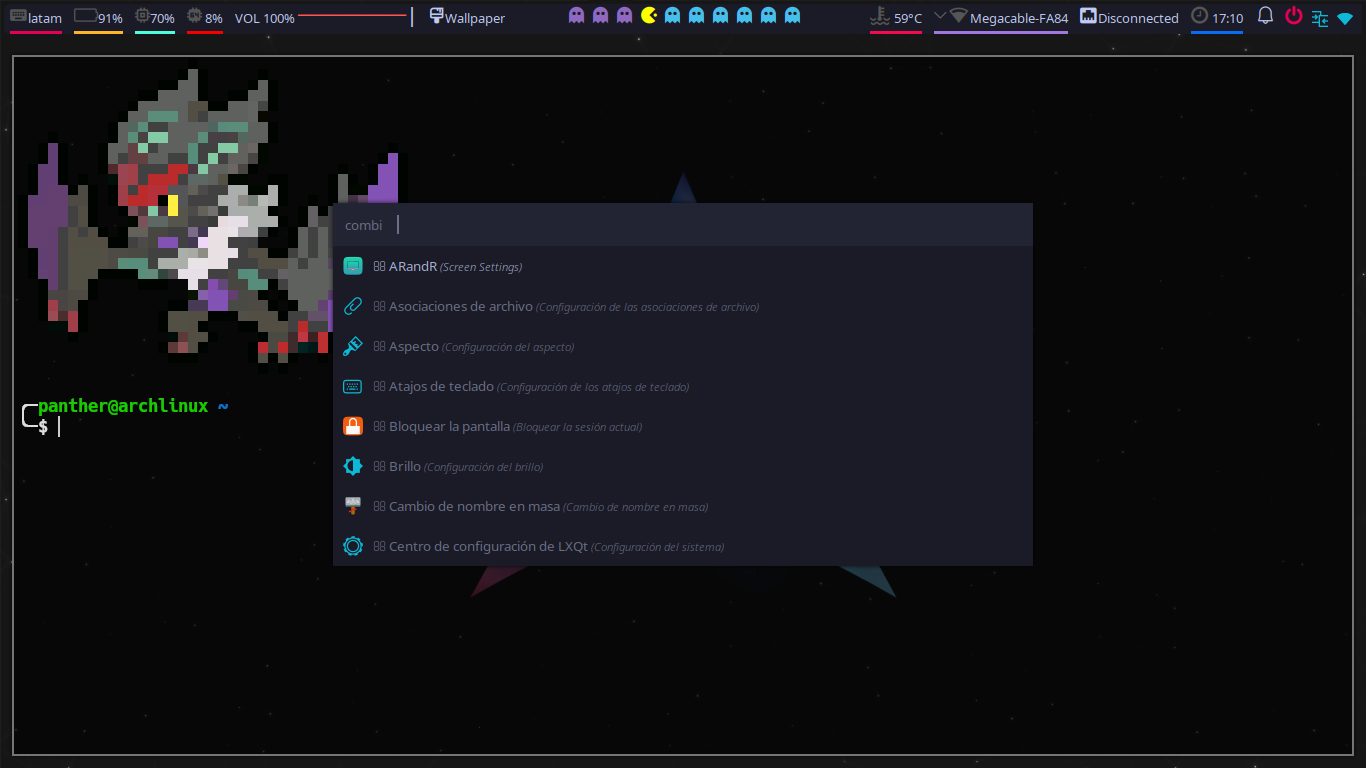 latam 91% 70% 8% VOL 100% Wallpaper 59°C Megacable-FA84 Disconnected 17:10
combi
ARandR (Screen Settings)
Asociaciones de archivo (Configuración de las asociaciones de archivo)
Aspecto (Configuración del aspecto)
Atajos de teclado (Configuración de los atajos de teclado)
Bloquear la pantalla (Bloquear la sesión actual)
Brillo (Configuración del brillo)
Cambio de nombre en masa (Cambio de nombre en masa)
Centro de configuración de LXQt (Configuración del sistema)
panther@archlinux ~
$